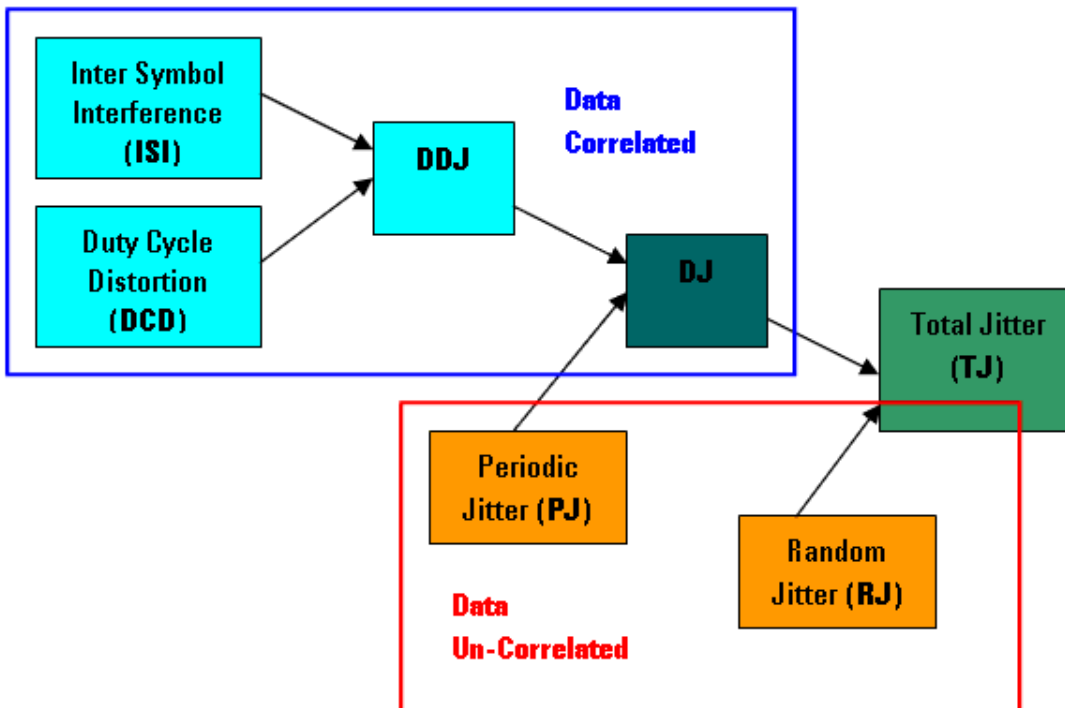 Inter Symbol
Interference
(ISI)
Data
Correlated
DDJ
Duty Cycle
Distortion
(DCD)
DJ
Total Jitter
(TJ)
Periodic
Jitter (PJ)
Random
Jitter (RJ)
Data
Un-Correlated